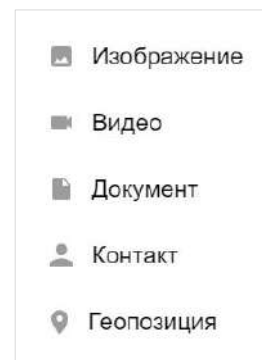 Изображение
Видео
Документ
Контакт
Геопозиция